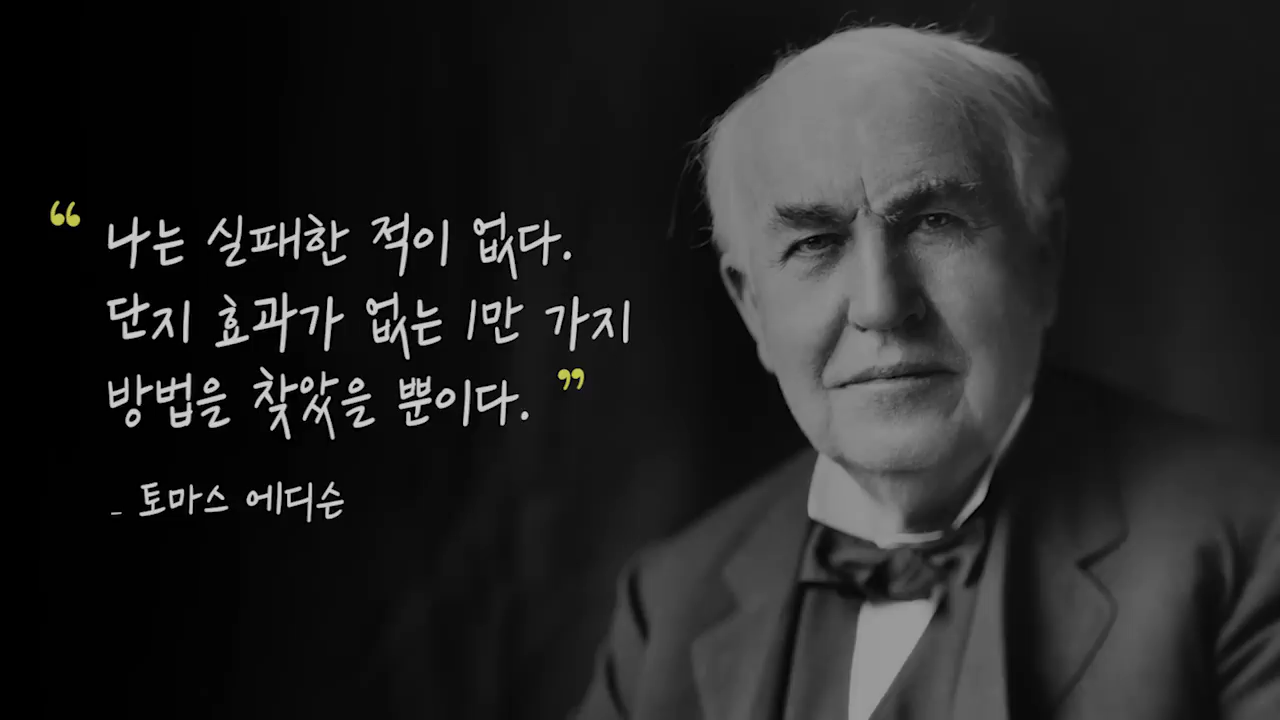 “ 나는 실패한 적이 없다.
단지 효과가 없는 1만 가지
방법을 찾았을 뿐이다. ”
- 토마스 에디슨